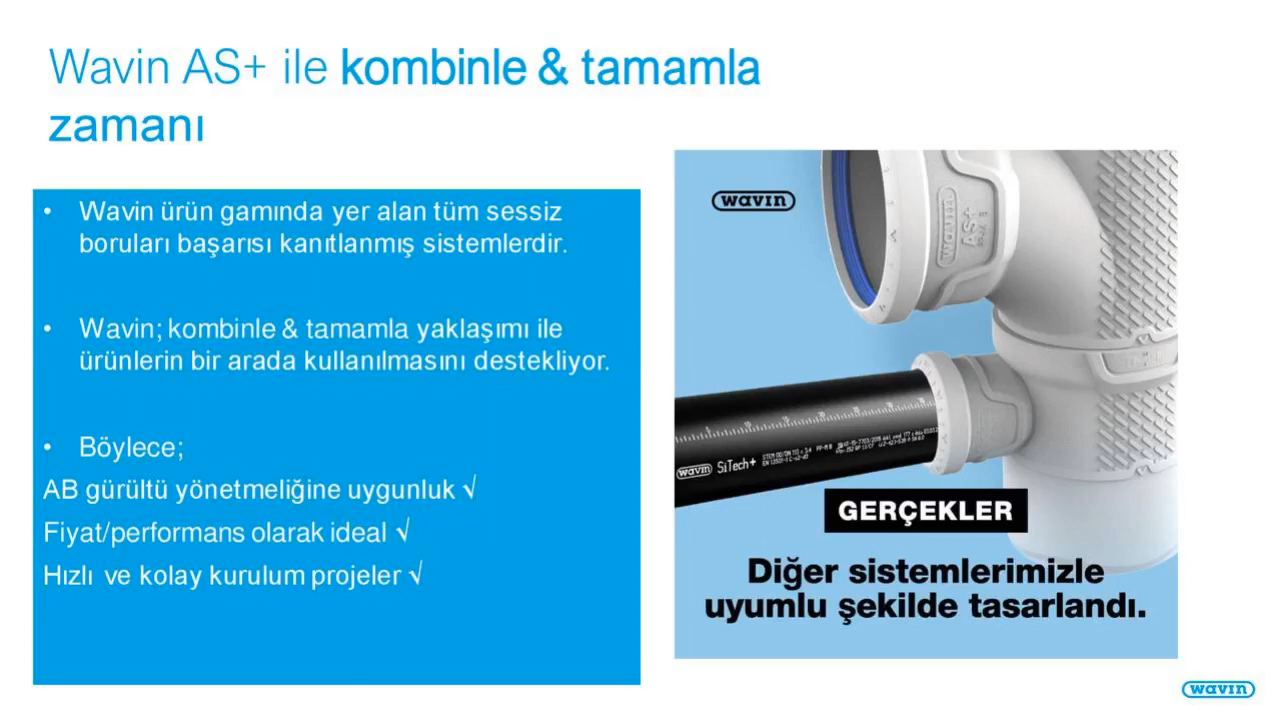 Wavin AS+ ile kombinle & tamamla
zamanı
• Wavin ürün gamında yer alan tüm sessiz
boruları başarısı kanıtlanmış sistemlerdir.
• Wavin; kombinle & tamamla yaklaşımı ile
ürünlerin bir arada kullanılmasını destekliyor.
• Böylece;
AB gürültü yönetmeliğine uygunluk √
Fiyat/performans olarak ideal √
Hızlı ve kolay kurulum projeler √
wavin
wavin
AS+
wavin SiTech+
GERÇEKLER
Diğer sistemlerimizle
uyumlu şekilde tasarlandı.
wavin